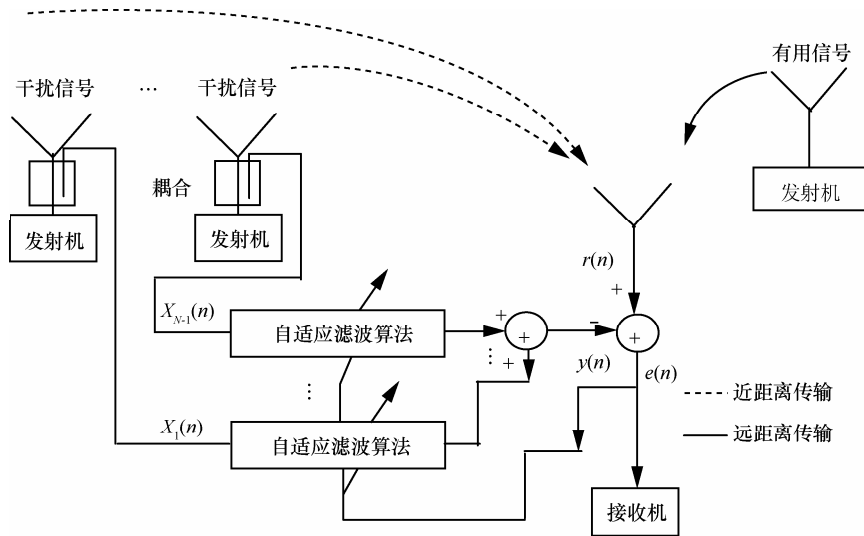 有用信号
干扰信号 … 干扰信号
耦合
发射机
发射机
发射机
r(n)
+
X_{N-1}(n)
自适应滤波算法
+
+
−
+
⋮
+
y(n)
e(n)
⋮
近距离传输
X_1(n)
自适应滤波算法
远距离传输
接收机